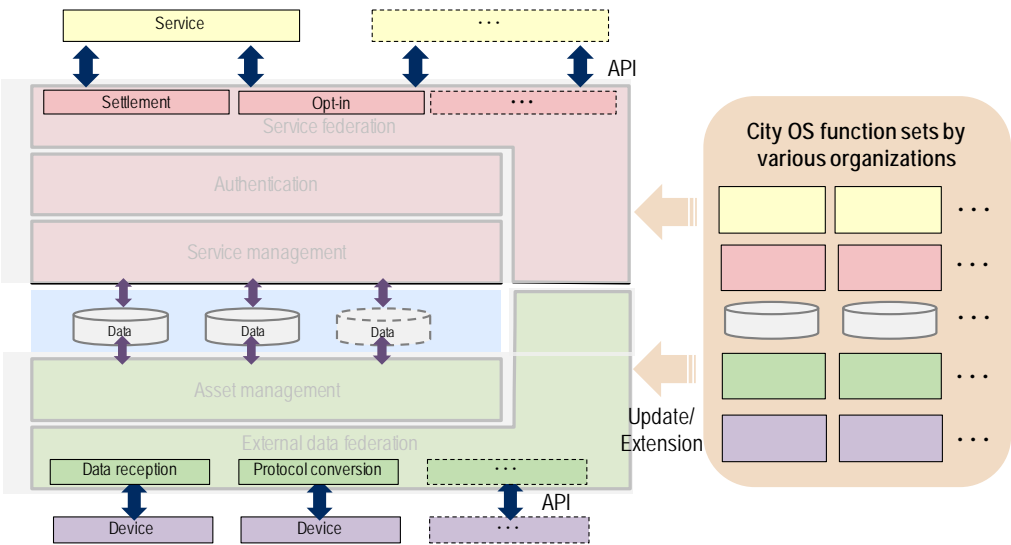 Service
...
API
Settlement
Opt-in
...
Service federation
Authentication
Service management
Data
Data
Data
Asset management
External data federation
Data reception
Protocol conversion
...
API
Device
Device
...
Update/
Extension
City OS function sets by
various organizations
...
...
...
...
...